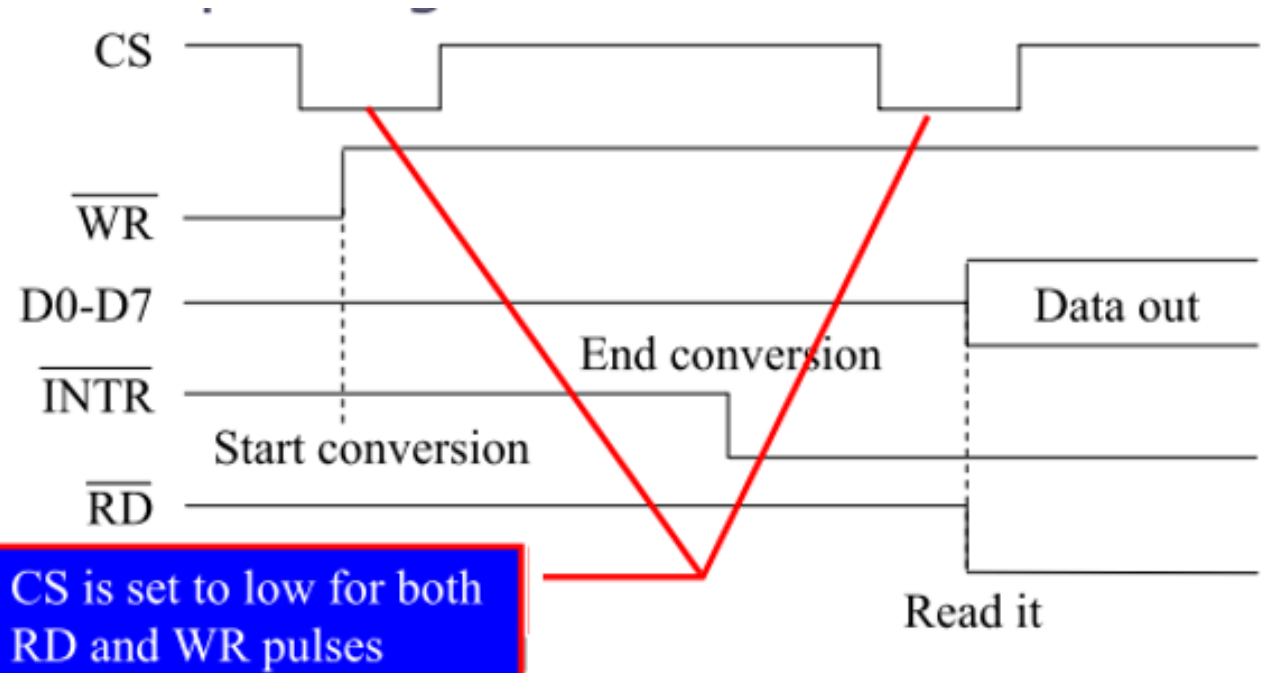 CS
WR
D0-D7
Data out
End conversion
INTR
Start conversion
RD
CS is set to low for both
RD and WR pulses
Read it